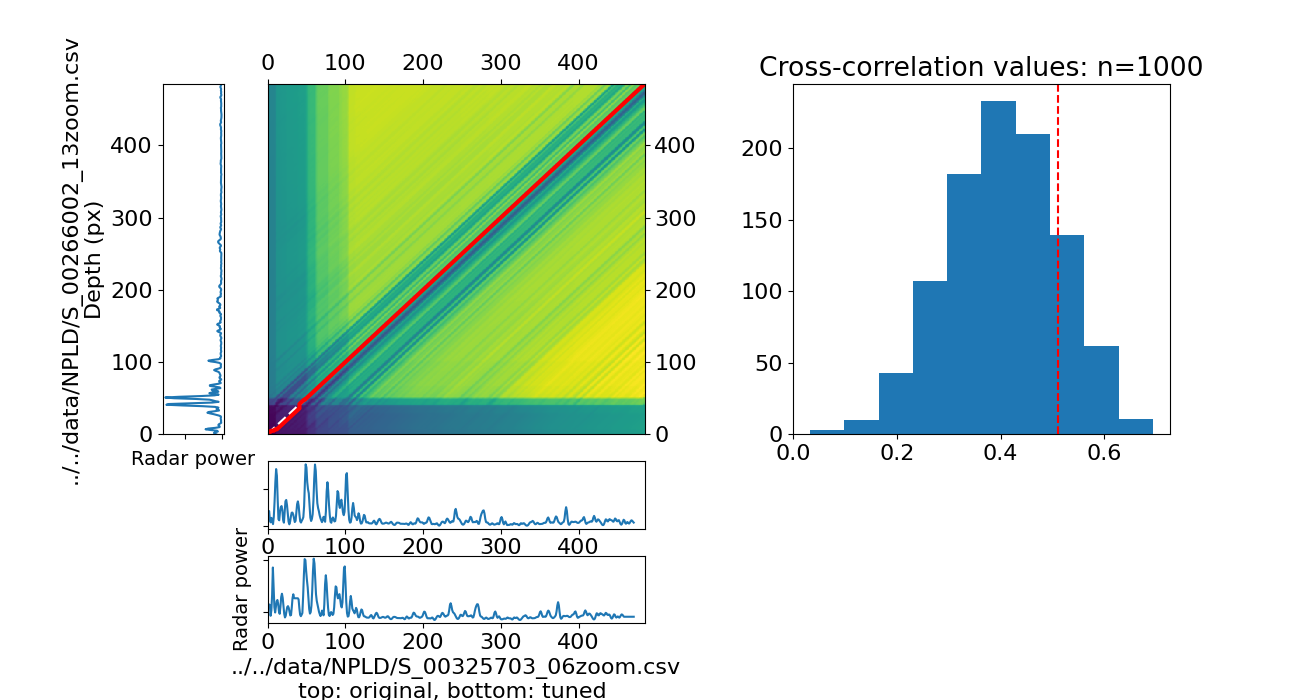 Cross-correlation values: n=1000
0 100 200 300 400
../../data/NPLD/S_00266002_13zoom.csv
Depth (px)
400
300
200
100
0
Radar power
400
300
200
100
0
200
150
100
50
0
0.0 0.2 0.4 0.6
0 100 200 300 400
Radar power
0 100 200 300 400
../../data/NPLD/S_00325703_06zoom.csv
top: original, bottom: tuned